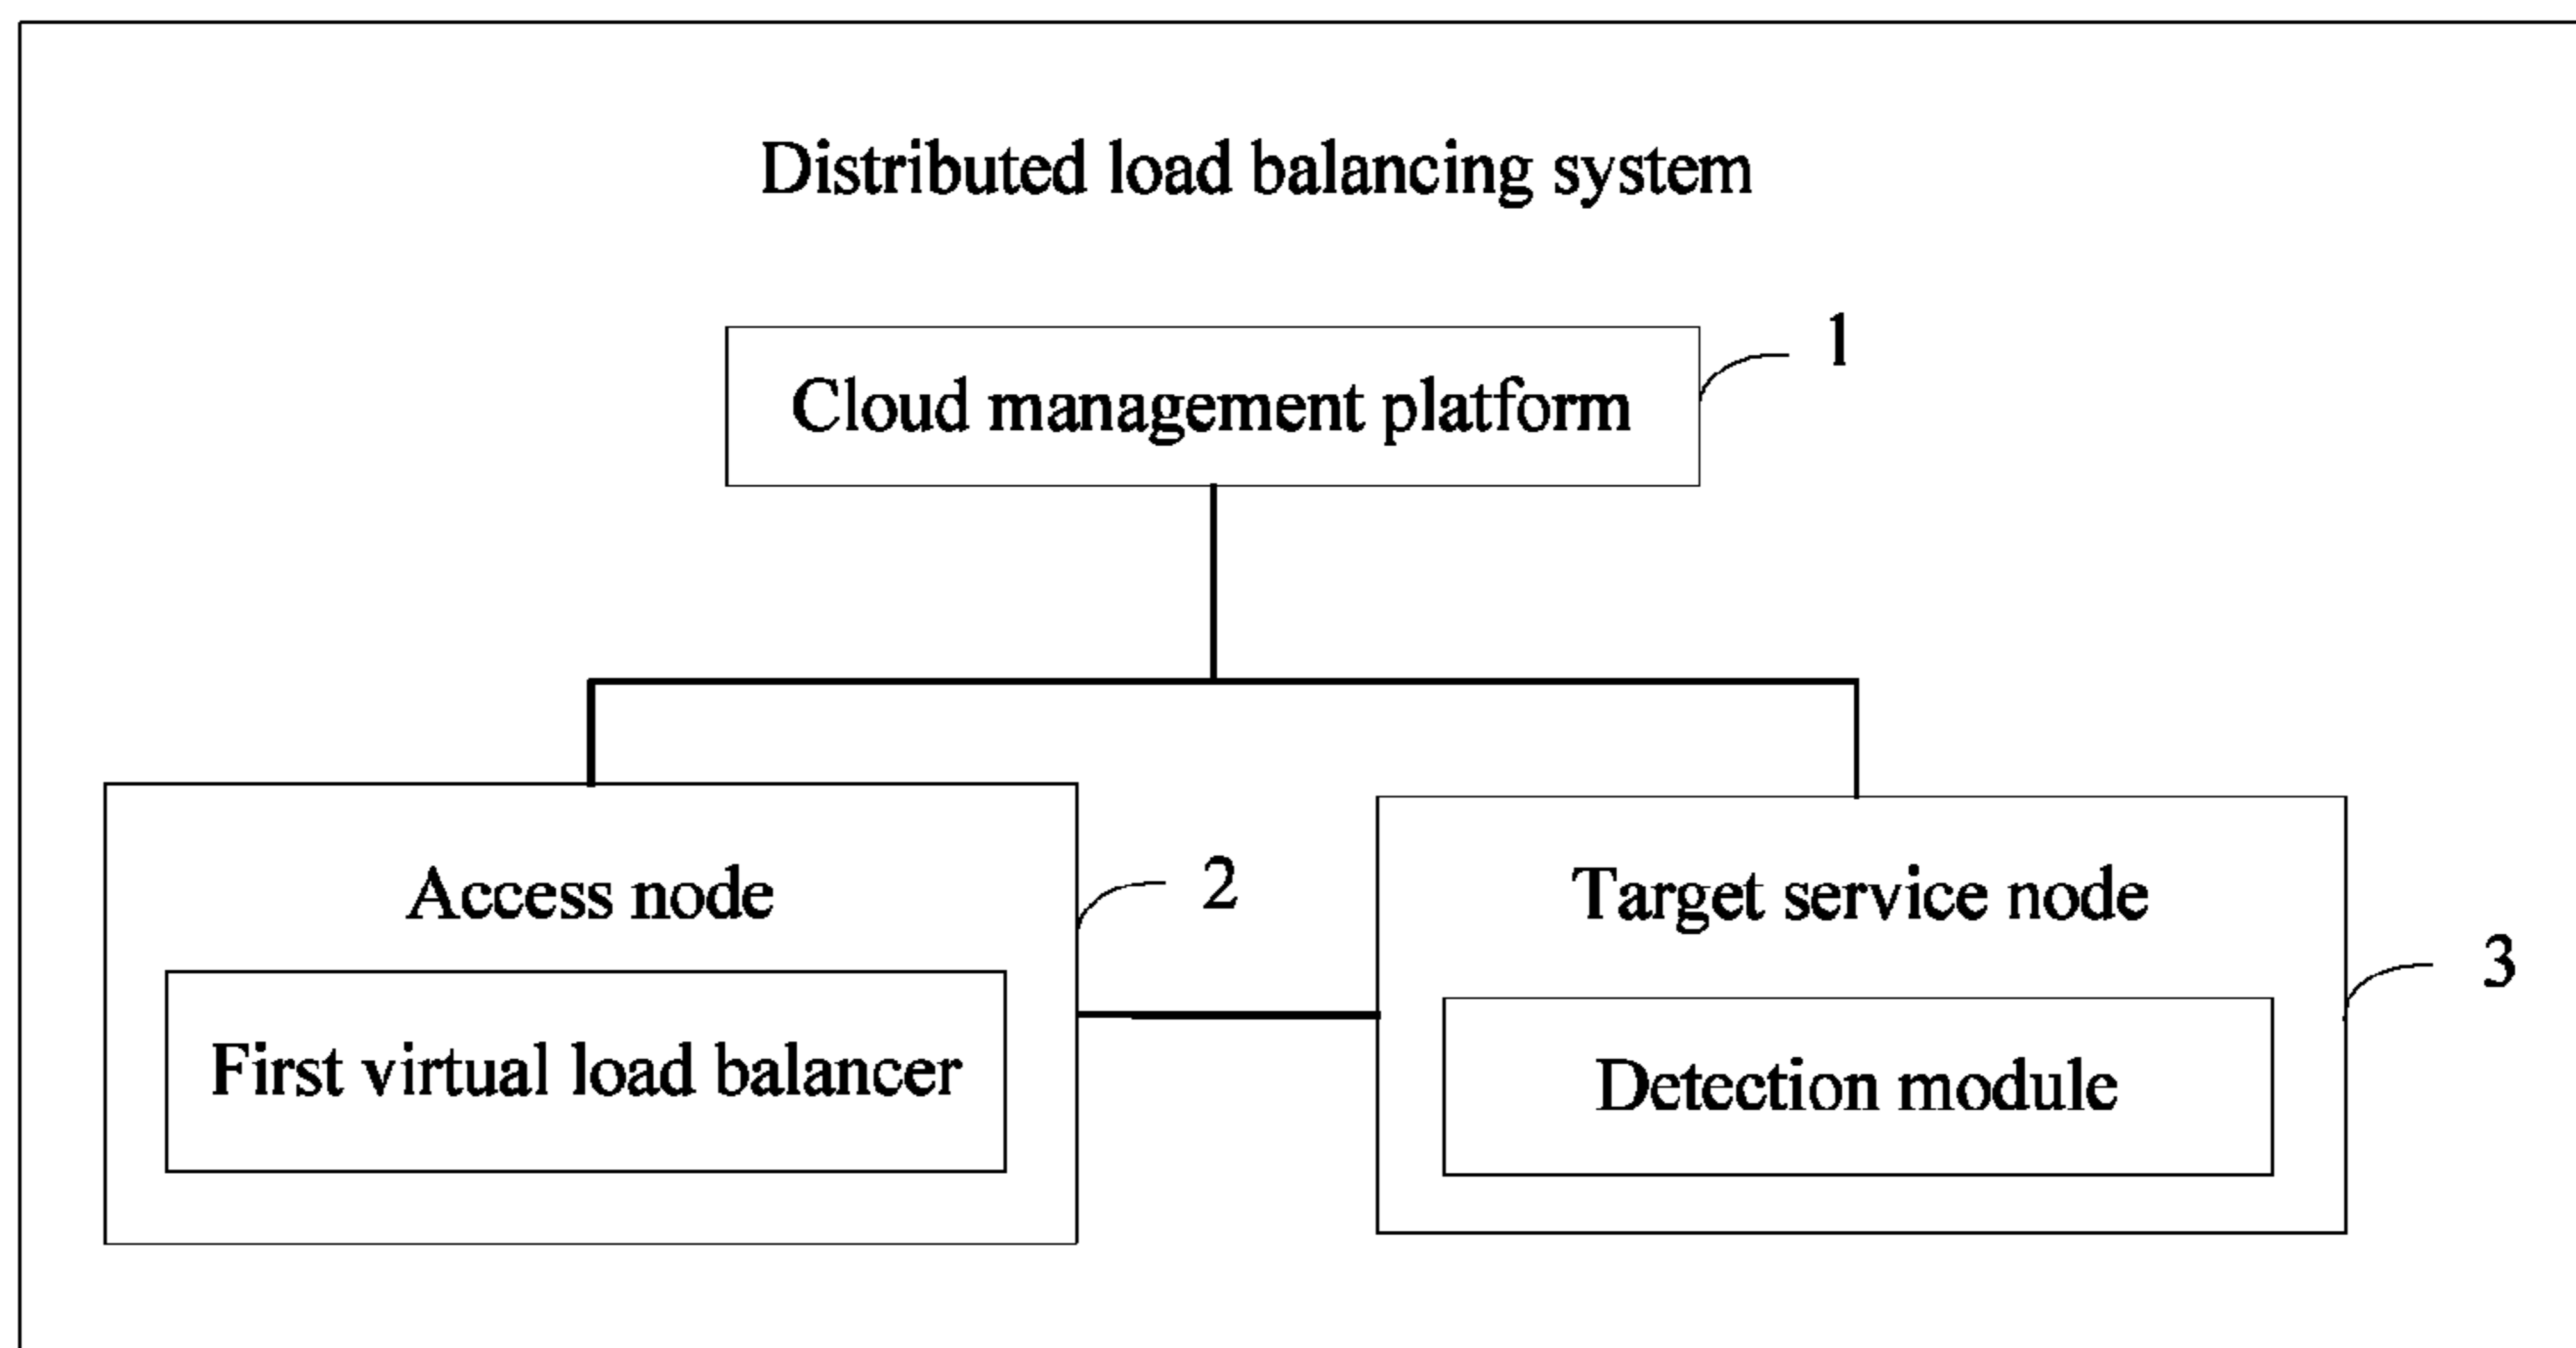 Distributed load balancing system
1
Cloud management platform
Access node
2
Target service node
3
First virtual load balancer
Detection module